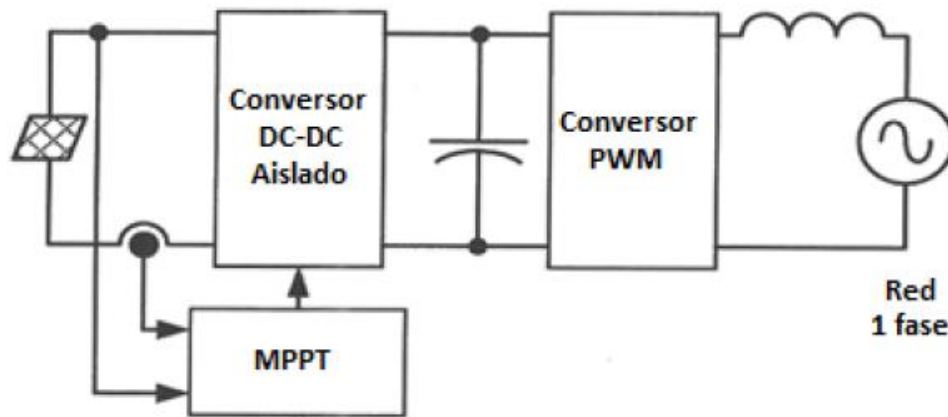 Conversor
DC-DC
Aislado
Conversor
PWM
MPPT
Red
1 fase